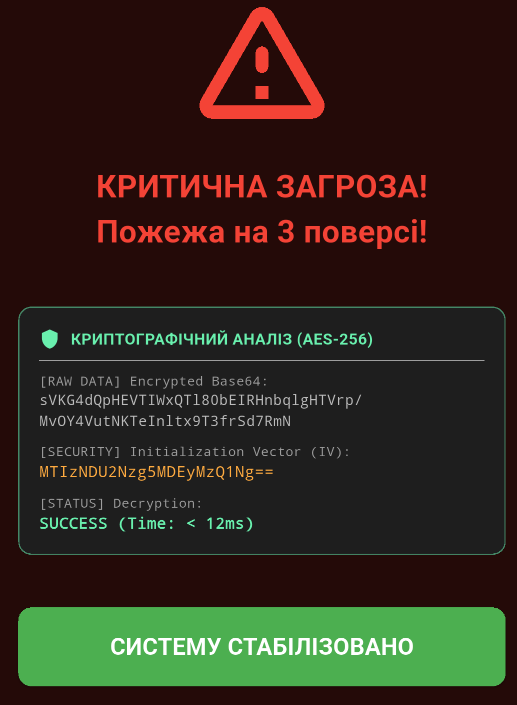 КРИТИЧНА ЗАГРОЗА!
Пожежа на 3 поверсі!
КРИПТОГРАФІЧНИЙ АНАЛІЗ (AES-256)
[RAW DATA] Encrypted Base64:
sVKG4dQpHEVTIWxQTl8ObEIRHnbqlgHTVrp/
MvOY4VutNKTeInltx9T3frSd7RmN
[SECURITY] Initialization Vector (IV):
MTIzNDU2Nzg5MDEyMzQ1Ng==
[STATUS] Decryption:
SUCCESS (Time: < 12ms)
СИСТЕМУ СТАБІЛІЗОВАНО